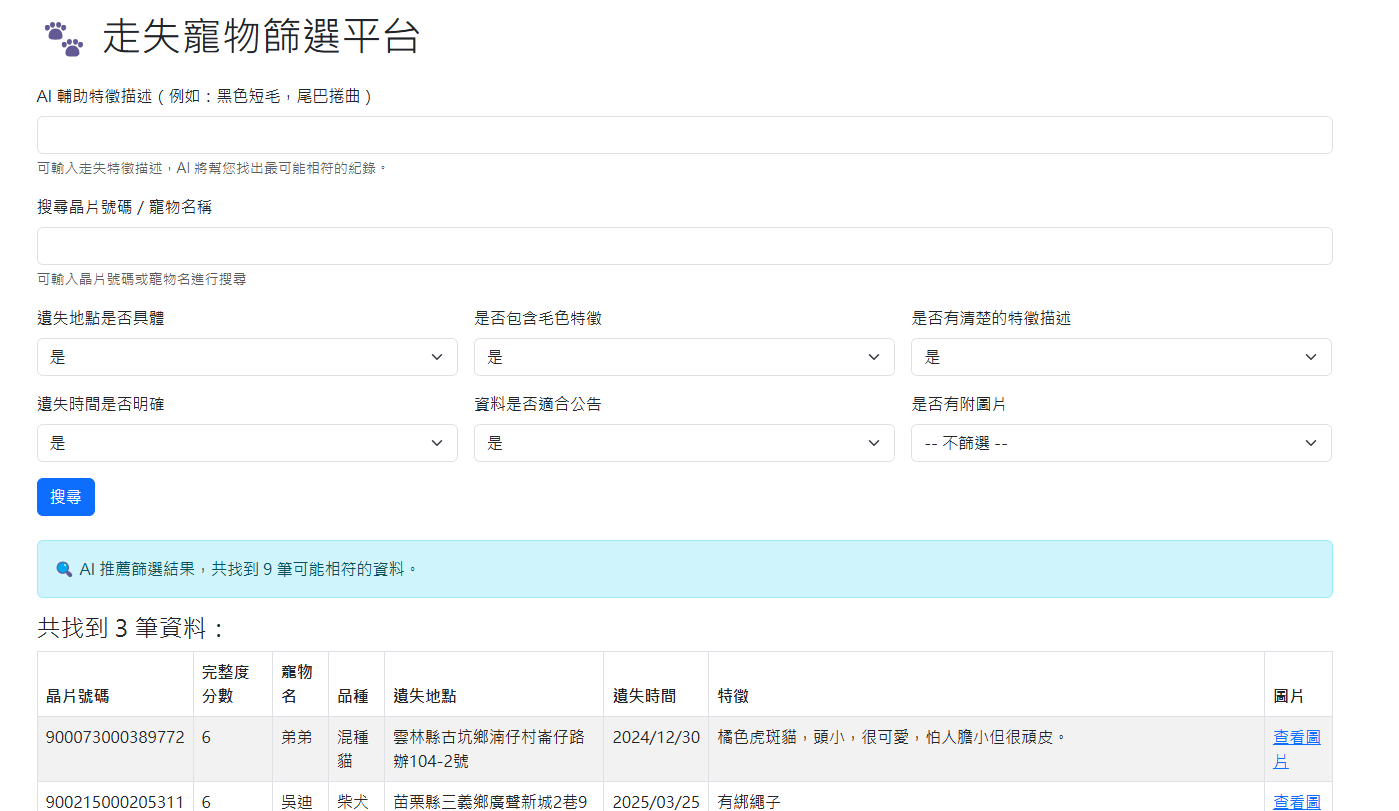 走失寵物篩選平台
AI 輔助特徵描述（例如：黑色短毛，尾巴捲曲）
可輸入走失特徵描述，AI 將幫您找出最可能相符的紀錄。
搜尋晶片號碼 / 寵物名稱
可輸入晶片號碼或寵物名進行搜尋
遺失地點是否具體 是否包含毛色特徵 是否有清楚的特徵描述
是 是 是
遺失時間是否明確 資料是否適合公告 是否有附圖片
是 是 -- 不篩選 --
搜尋
AI 推薦篩選結果，共找到 9 筆可能相符的資料。
共找到 3 筆資料：
晶片號碼 完整度分數 寵物名 品種 遺失地點 遺失時間 特徵 圖片
900073000389772 6 弟弟 混種貓 雲林縣古坑鄉湳仔村崙仔路辦104-2號 2024/12/30 橘色虎斑貓，頭小，很可愛，怕人膽小但很頑皮。 查看圖片
900215000205311 6 吳迪 柴犬 苗栗縣三義鄉廣聲新城2巷9 2025/03/25 有綁繩子 查看圖